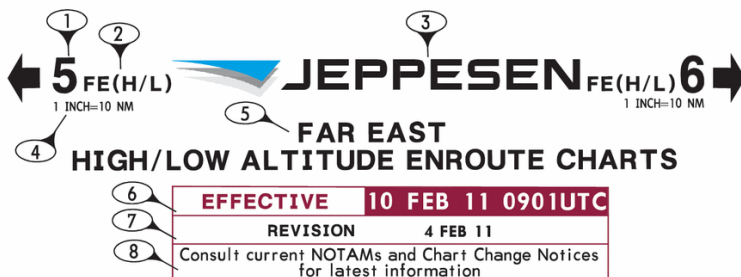 1 2 3
5 FE(H/L) JEPPESEN FE(H/L) 6
1 INCH=10 NM 1 INCH=10 NM
4 5 FAR EAST
HIGH/LOW ALTITUDE ENROUTE CHARTS
6 EFFECTIVE 10 FEB 11 0901UTC
7 REVISION 4 FEB 11
8 Consult current NOTAMs and Chart Change Notices
for latest information